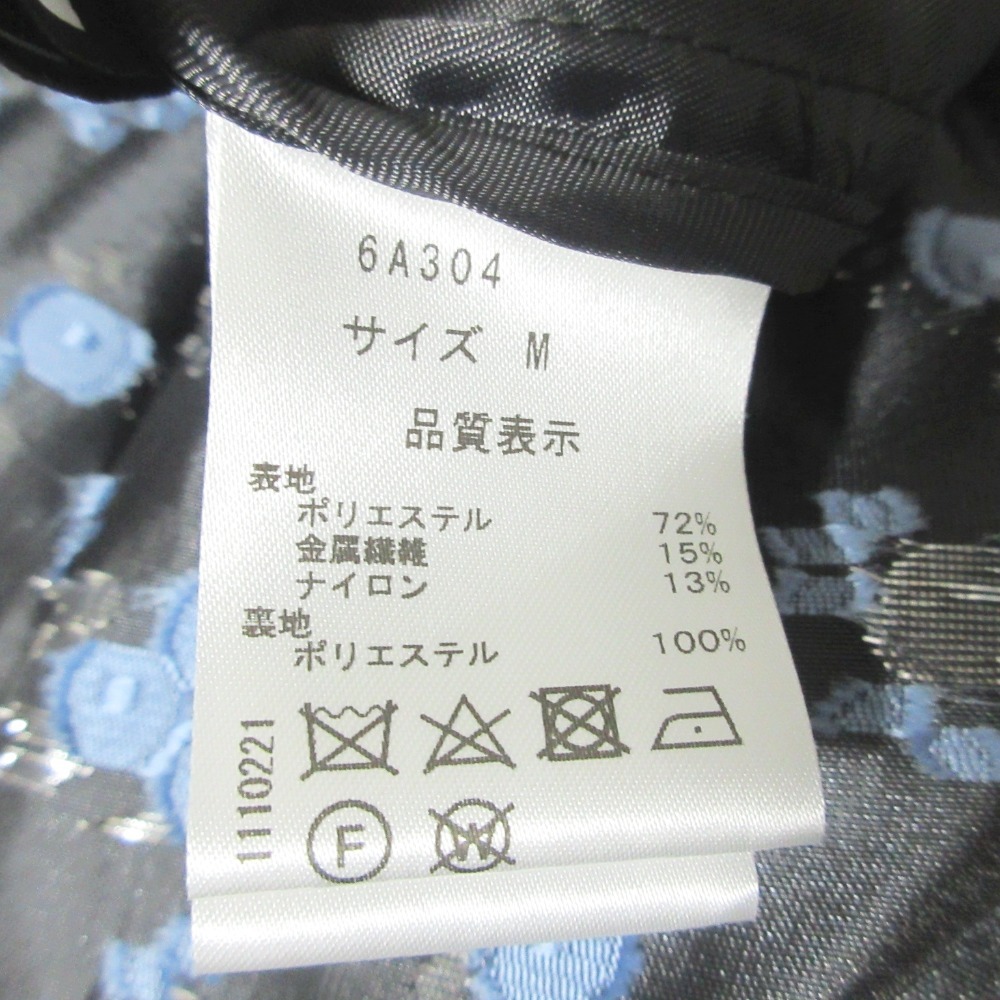 6A304
サイズ M
品質表示
表地
ポリエステル 72%
金属繊維 15%
ナイロン 13%
裏地
ポリエステル 100%
11102221
F W